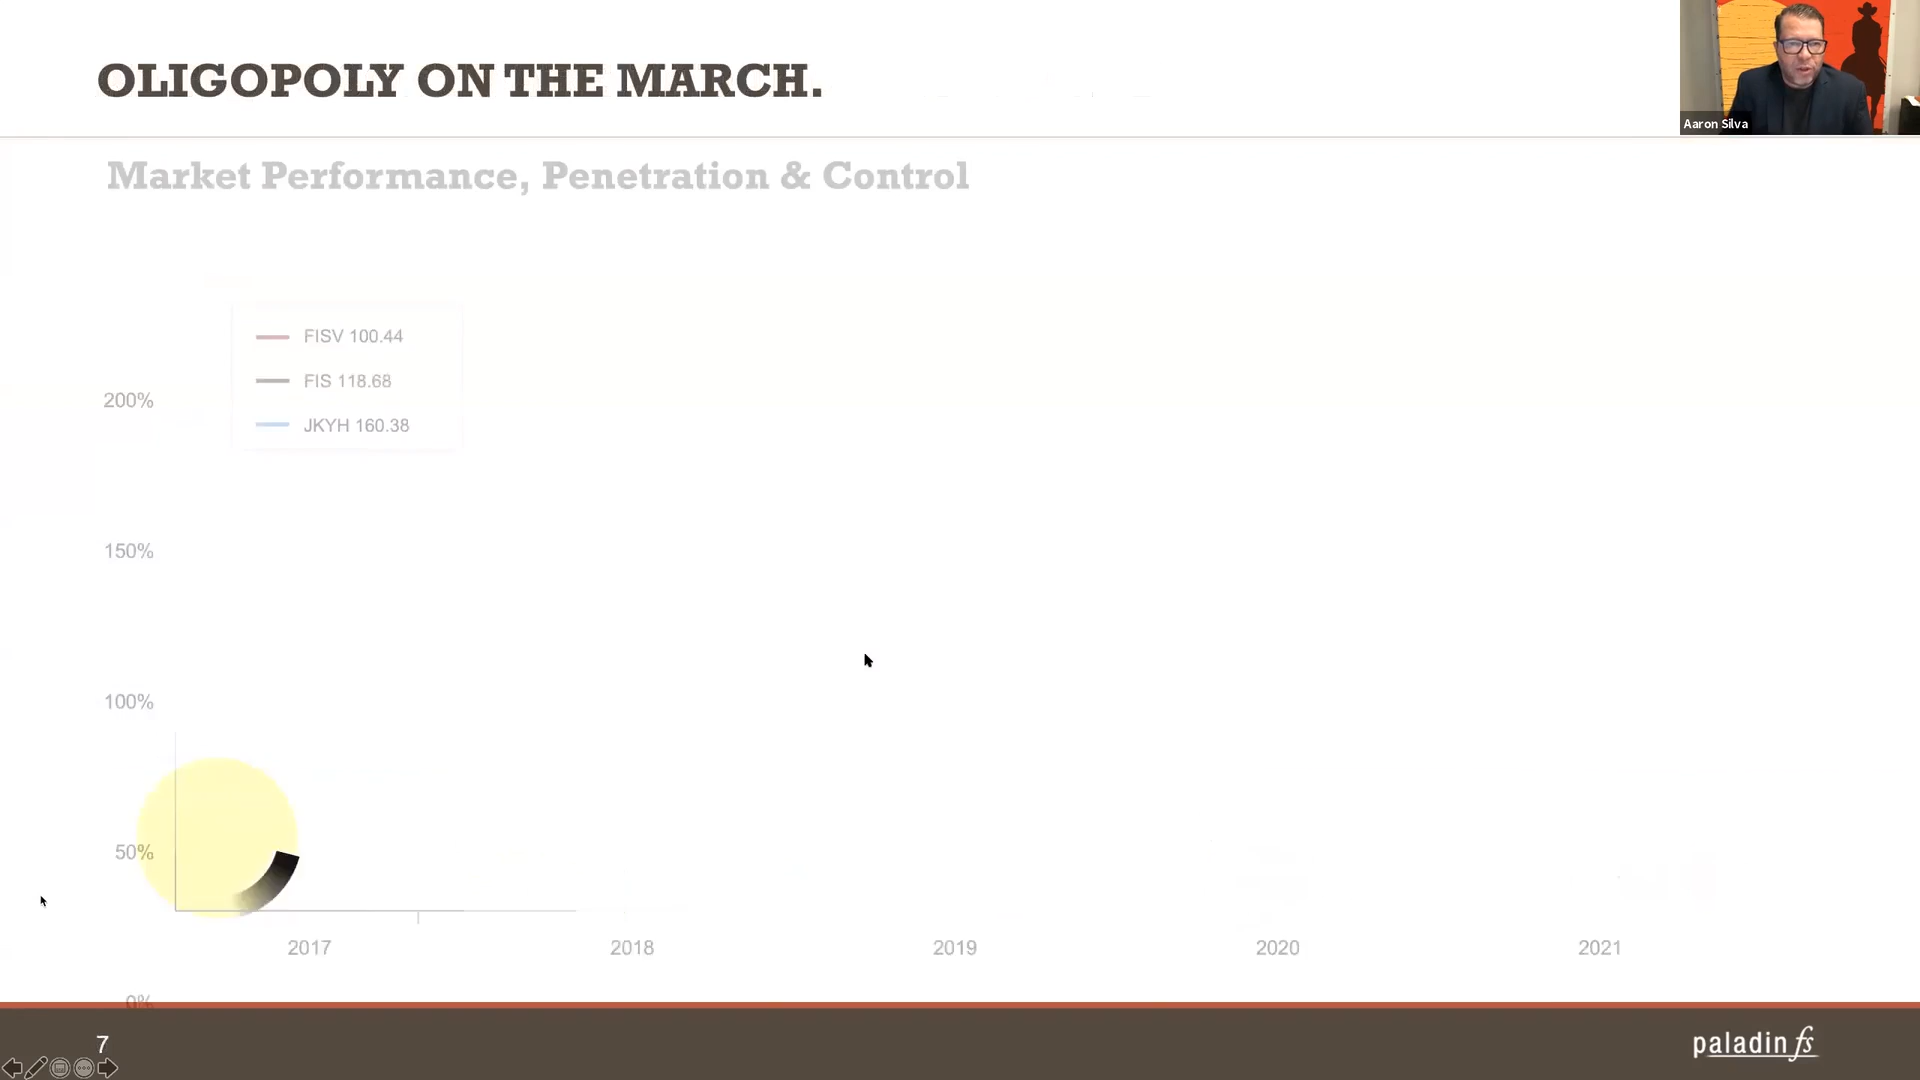 OLIGOPOLY ON THE MARCH.
Aaron Silva
Market Performance, Penetration & Control
FISV 100.44
FIS 118.68
JKYH 160.38
200%
150%
100%
50%
2017 2018 2019 2020 2021
0%
7
paladin fs